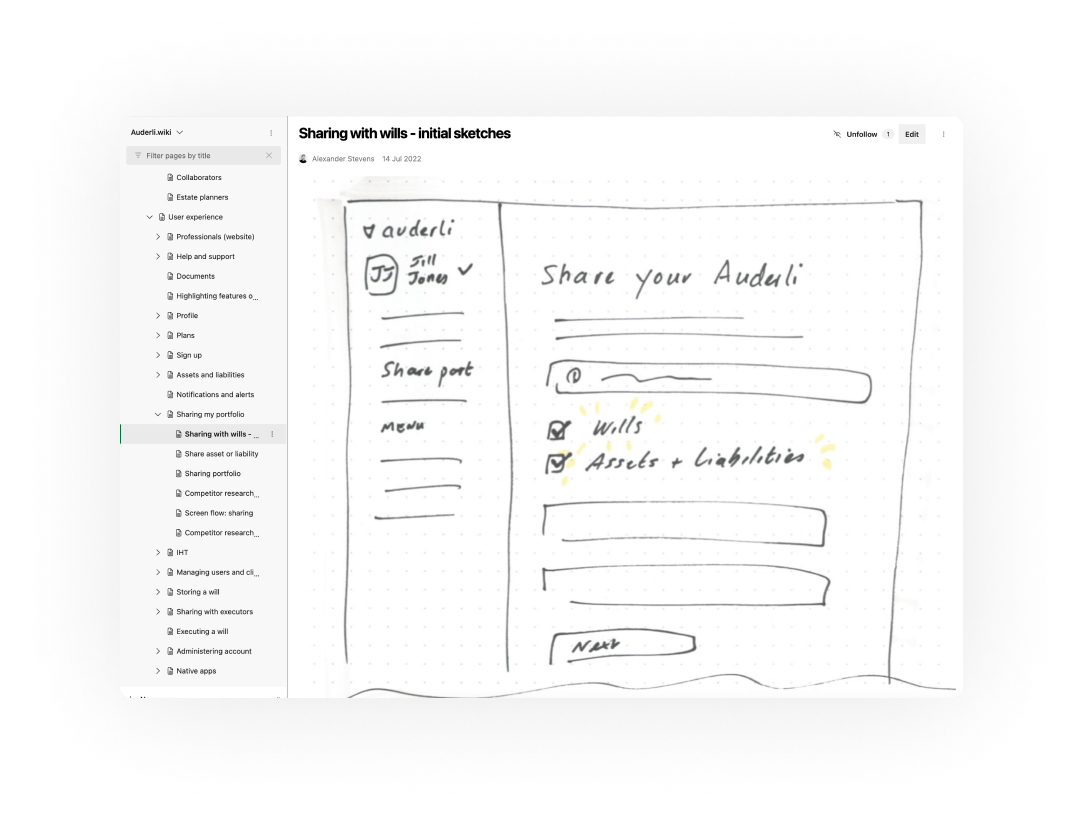 Auderli.wiki
Filter pages by title
Collaborators
Estate planners
User experience
Professionals (website)
Help and support
Documents
Highlighting features o...
Profile
Plans
Sign up
Assets and liabilities
Notifications and alerts
Sharing my portfolio
Sharing with wills - ...
Share asset or liability
Sharing portfolio
Competitor research...
Screen flow: sharing
Competitor research...
IHT
Managing users and cli...
Storing a will
Sharing with executors
Executing a will
Administering account
Native apps
Sharing with wills - initial sketches
Unfollow 1
Edit
Alexander Stevens 14 Jul 2022
auderli
JJ
Jill
Jones
Share port
MENU
Share your Auderli
Wills
Assets + Liabilities
Next